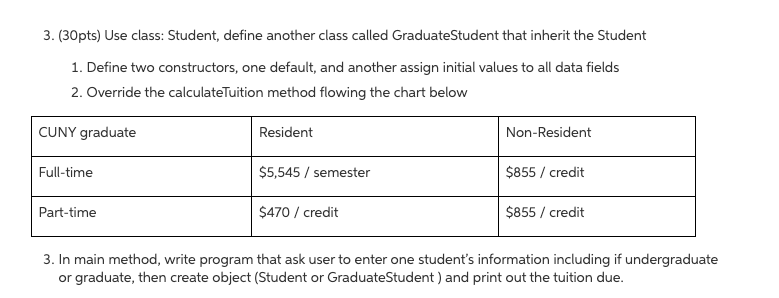 3. (30pts) Use class: Student, define another class called GraduateStudent that inherit the Student
1. Define two constructors, one default, and another assign initial values to all data fields
2. Override the calculateTuition method flowing the chart below
CUNY graduate Resident Non-Resident
Full-time $5,545 / semester $855 / credit
Part-time $470 / credit $855 / credit
3. In main method, write program that ask user to enter one student's information including if undergraduate
or graduate, then create object (Student or GraduateStudent ) and print out the tuition due.